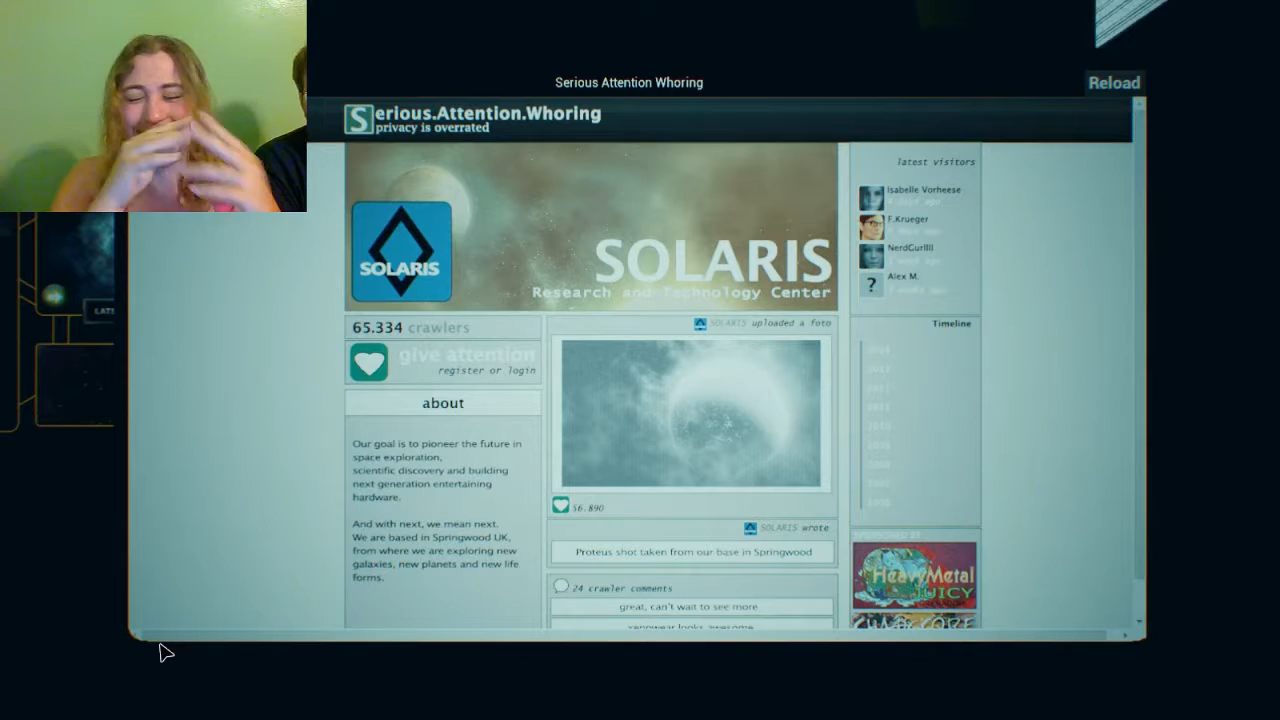 Serious Attention Whoring
Reload
Serious.Attention.Whoring
privacy is overrated
SOLARIS
SOLARIS
Research and Technology Center
65.334 crawlers
give attention
register or login
about
Our goal is to pioneer the future in
space exploration,
scientific discovery and building
next generation entertaining
hardware.
And with next, we mean next.
We are based in Springwood UK,
from where we are exploring new
galaxies, new planets and new life
forms.
SOLARIS uploaded a foto
56.890
SOLARIS wrote
Proteus shot taken from our base in Springwood
24 crawler comments
great, can't wait to see more
latest visitors
Isabelle Vorheese
F.Krueger
NerdGurlIII
Alex M.
?
Timeline
HeavyMetal
JUICY